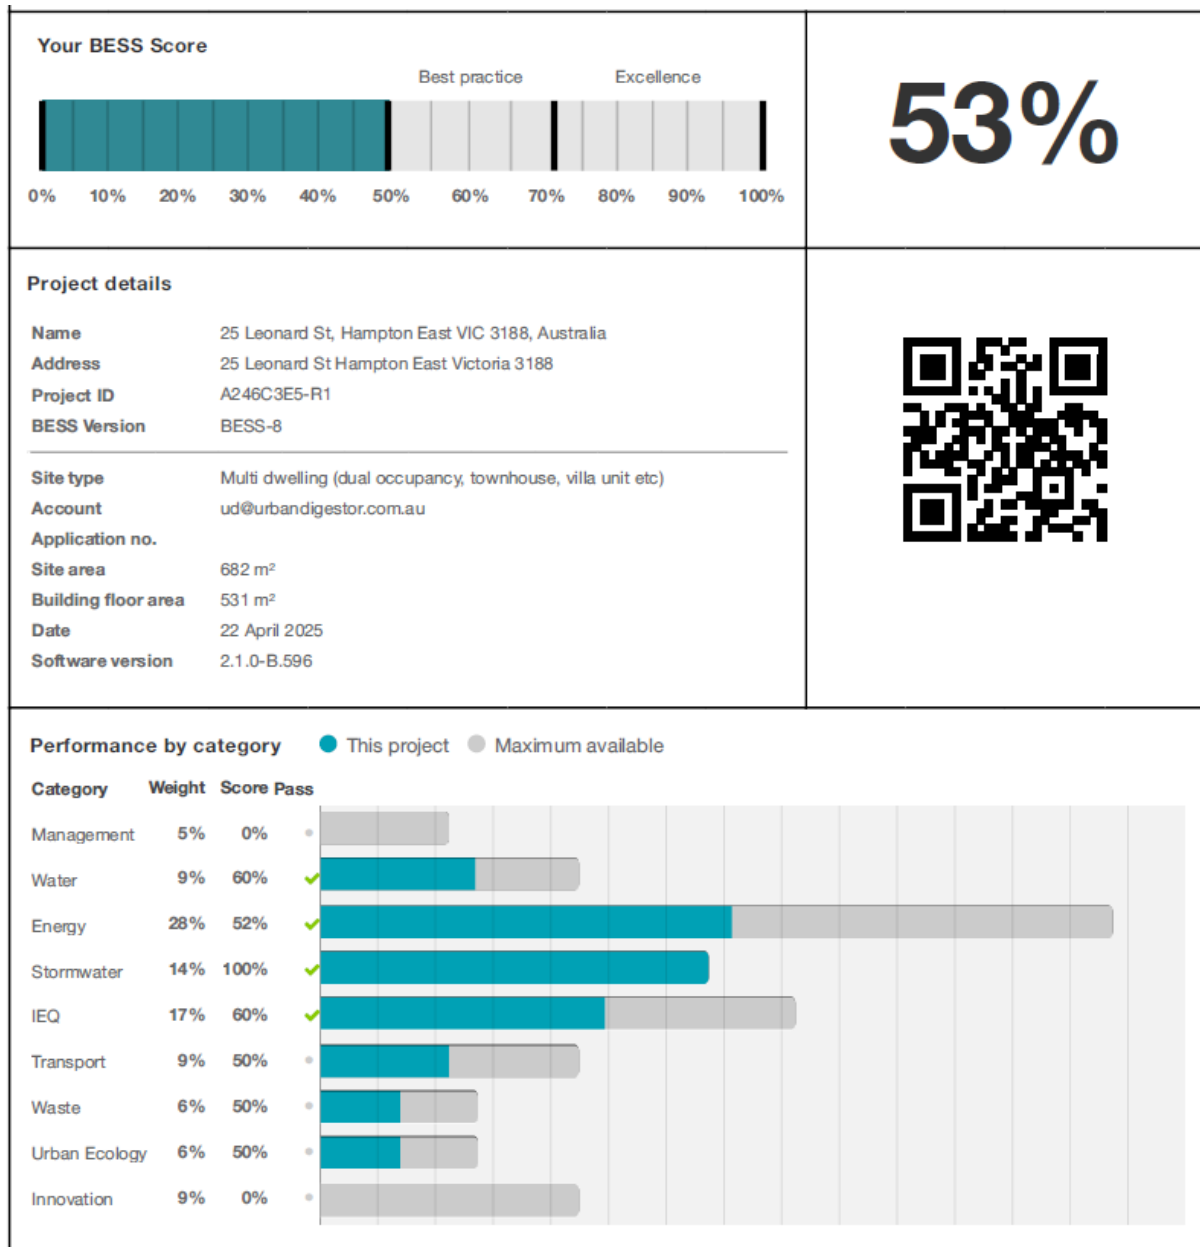 Your BESS Score
Best practice Excellence
0% 10% 20% 30% 40% 50% 60% 70% 80% 90% 100%
53%
Project details
Name 25 Leonard St, Hampton East VIC 3188, Australia
Address 25 Leonard St Hampton East Victoria 3188
Project ID A246C3E5-R1
BESS Version BESS-8
Site type Multi dwelling (dual occupancy, townhouse, villa unit etc)
Account ud@urbandigestor.com.au
Application no.
Site area 682 m²
Building floor area 531 m²
Date 22 April 2025
Software version 2.1.0-B.596
Performance by category This project Maximum available
Category Weight Score Pass
Management 5% 0%
Water 9% 60%
Energy 28% 52%
Stormwater 14% 100%
IEQ 17% 60%
Transport 9% 50%
Waste 6% 50%
Urban Ecology 6% 50%
Innovation 9% 0%